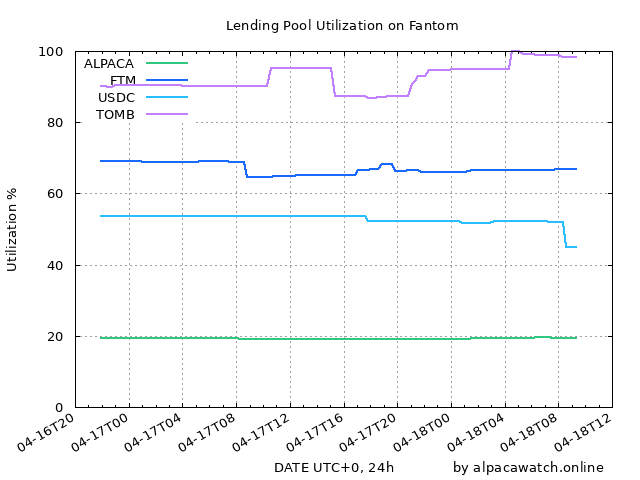 Lending Pool Utilization on Fantom
ALPACA
FTM
USDC
TOMB
Utilization %
100
80
60
40
20
0
04-16T20
04-17T00
04-17T04
04-17T08
04-17T12
04-17T16
04-17T20
04-18T00
04-18T04
04-18T08
04-18T12
DATE UTC+0, 24h
by alpacawatch.online